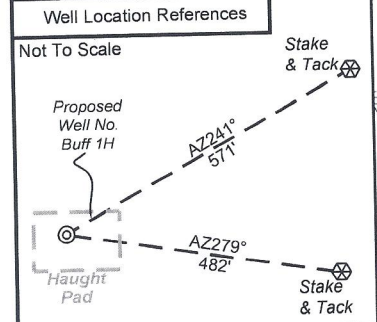 Well Location References
Not To Scale
Stake
& Tack
Proposed
Well No.
Buff 1H
AZ241°
571'
AZ279°
482'
Haught
Pad
Stake
& Tack